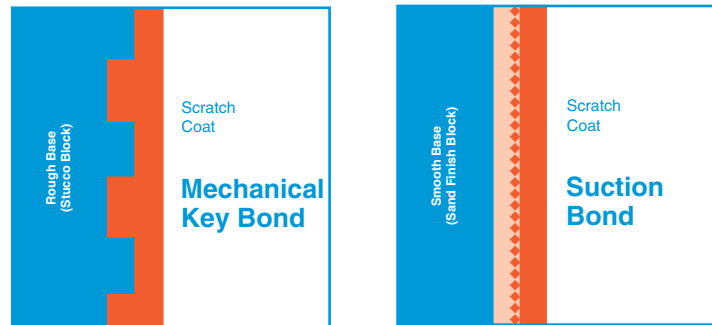 Rough Base
(Stucco Block)
Scratch
Coat
Mechanical
Key Bond
Smooth Base
(Sand Finish Block)
Scratch
Coat
Suction
Bond